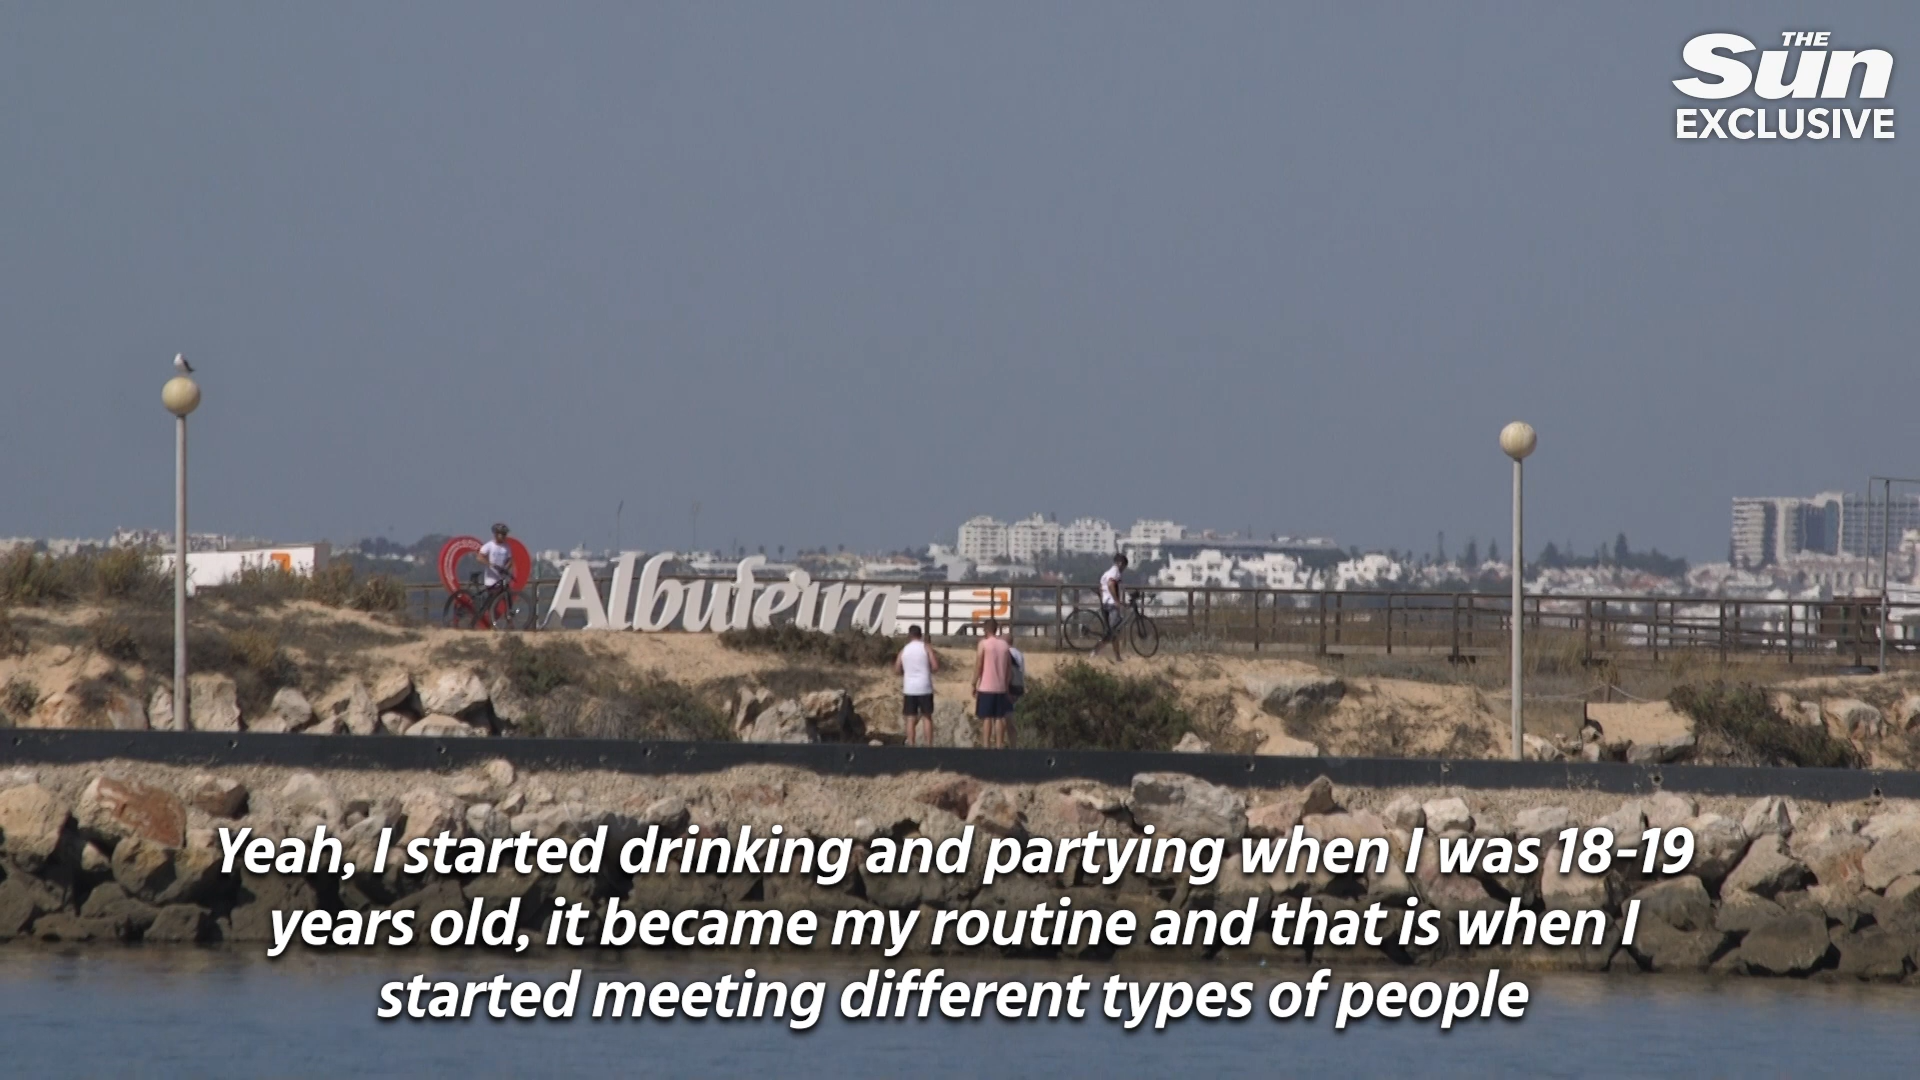 THE
Sun
EXCLUSIVE
Albufeira
Yeah, I started drinking and partying when I was 18-19
years old, it became my routine and that is when I
started meeting different types of people